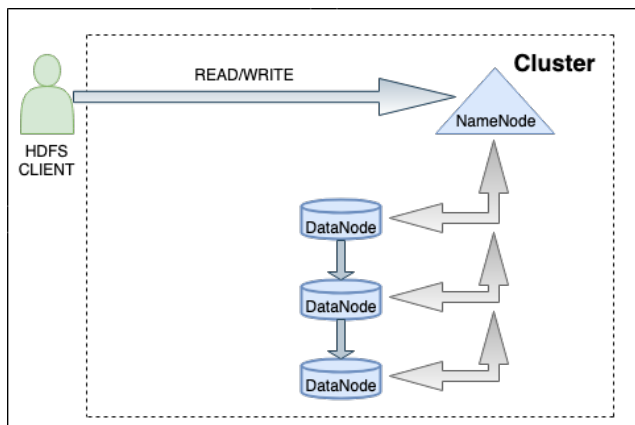 Cluster
READ/WRITE
NameNode
HDFS
CLIENT
DataNode
DataNode
DataNode